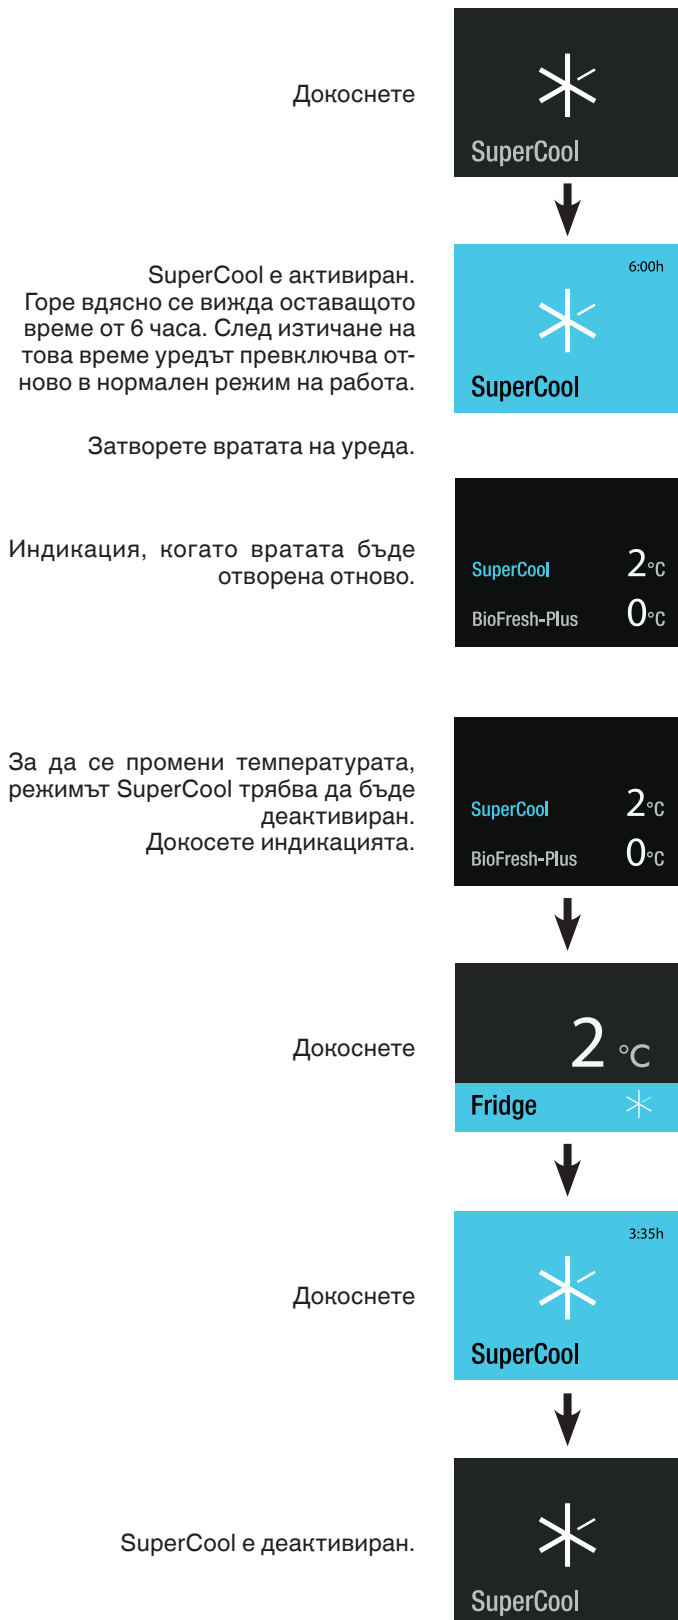 Докоснете
SuperCool
SuperCool е активиран.
Горе вдясно се вижда оставащото
време от 6 часа. След изтичане на
това време уредът превключва от-
ново в нормален режим на работа.
6:00h
SuperCool
Затворете вратата на уреда.
Индикация, когато вратата бъде
отворена отново.
SuperCool 2°C
BioFresh-Plus 0°C
За да се промени температурата,
режимът SuperCool трябва да бъде
деактивиран.
Докосете индикацията.
SuperCool 2°C
BioFresh-Plus 0°C
Докоснете
2 °C
Fridge
Докоснете
3:35h
SuperCool
SuperCool е деактивиран.
SuperCool